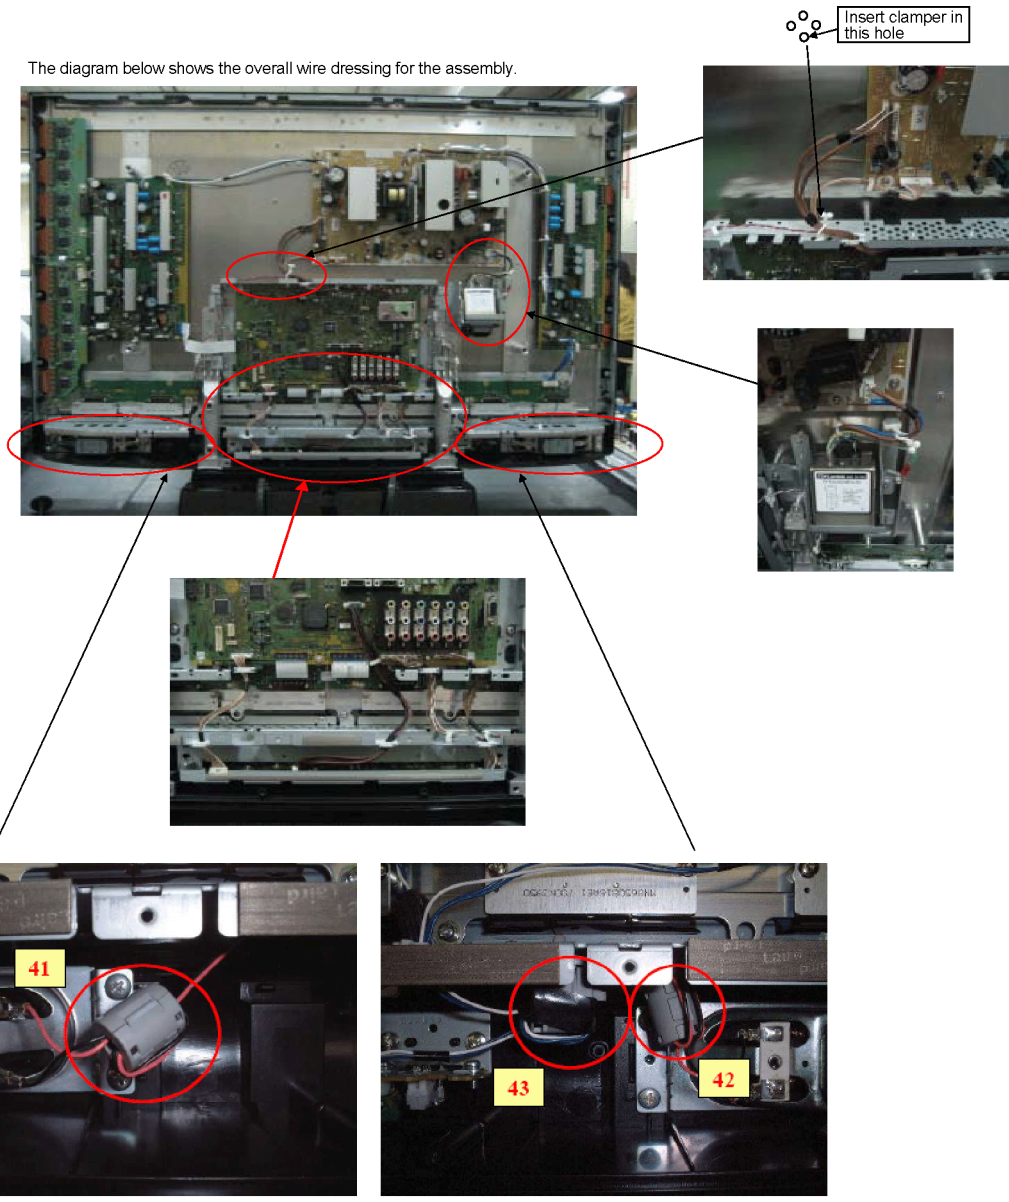 Insert clamper in
this hole
The diagram below shows the overall wire dressing for the assembly.
41
43
42